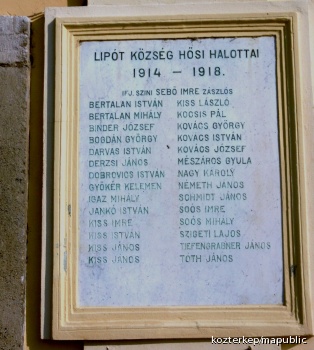 LIPÓT KÖZSÉG HŐSI HALOTTAI
1914 — 1918.
IFJ. SZINI SEBŐ IMRE ZÁSZLÓS
BERTALAN ISTVÁN
BERTALAN MIHÁLY
BINDER JÓZSEF
BOGDÁN GYÖRGY
DARVAS ISTVÁN
DERZSI JÁNOS
DOBROVICS ISTVÁN
GYŐKÉR KELEMEN
IGAZ MIHÁLY
JANKÓ ISTVÁN
KISS IMRE
KISS ISTVÁN
KISS JÁNOS
KISS JÁNOS
KISS LÁSZLÓ
KOCSIS PÁL
KOVÁCS GYÖRGY
KOVÁCS ISTVÁN
KOVÁCS JÓZSEF
MÉSZÁROS GYULA
NAGY KÁROLY
NÉMETH JÁNOS
SCHMIDT JÁNOS
SOÓS IMRE
SOÓS MIHÁLY
SZIGETI LAJOS
TIEFENGRABNER JÁNOS
TÓTH JÁNOS
kozterkep/mapublic